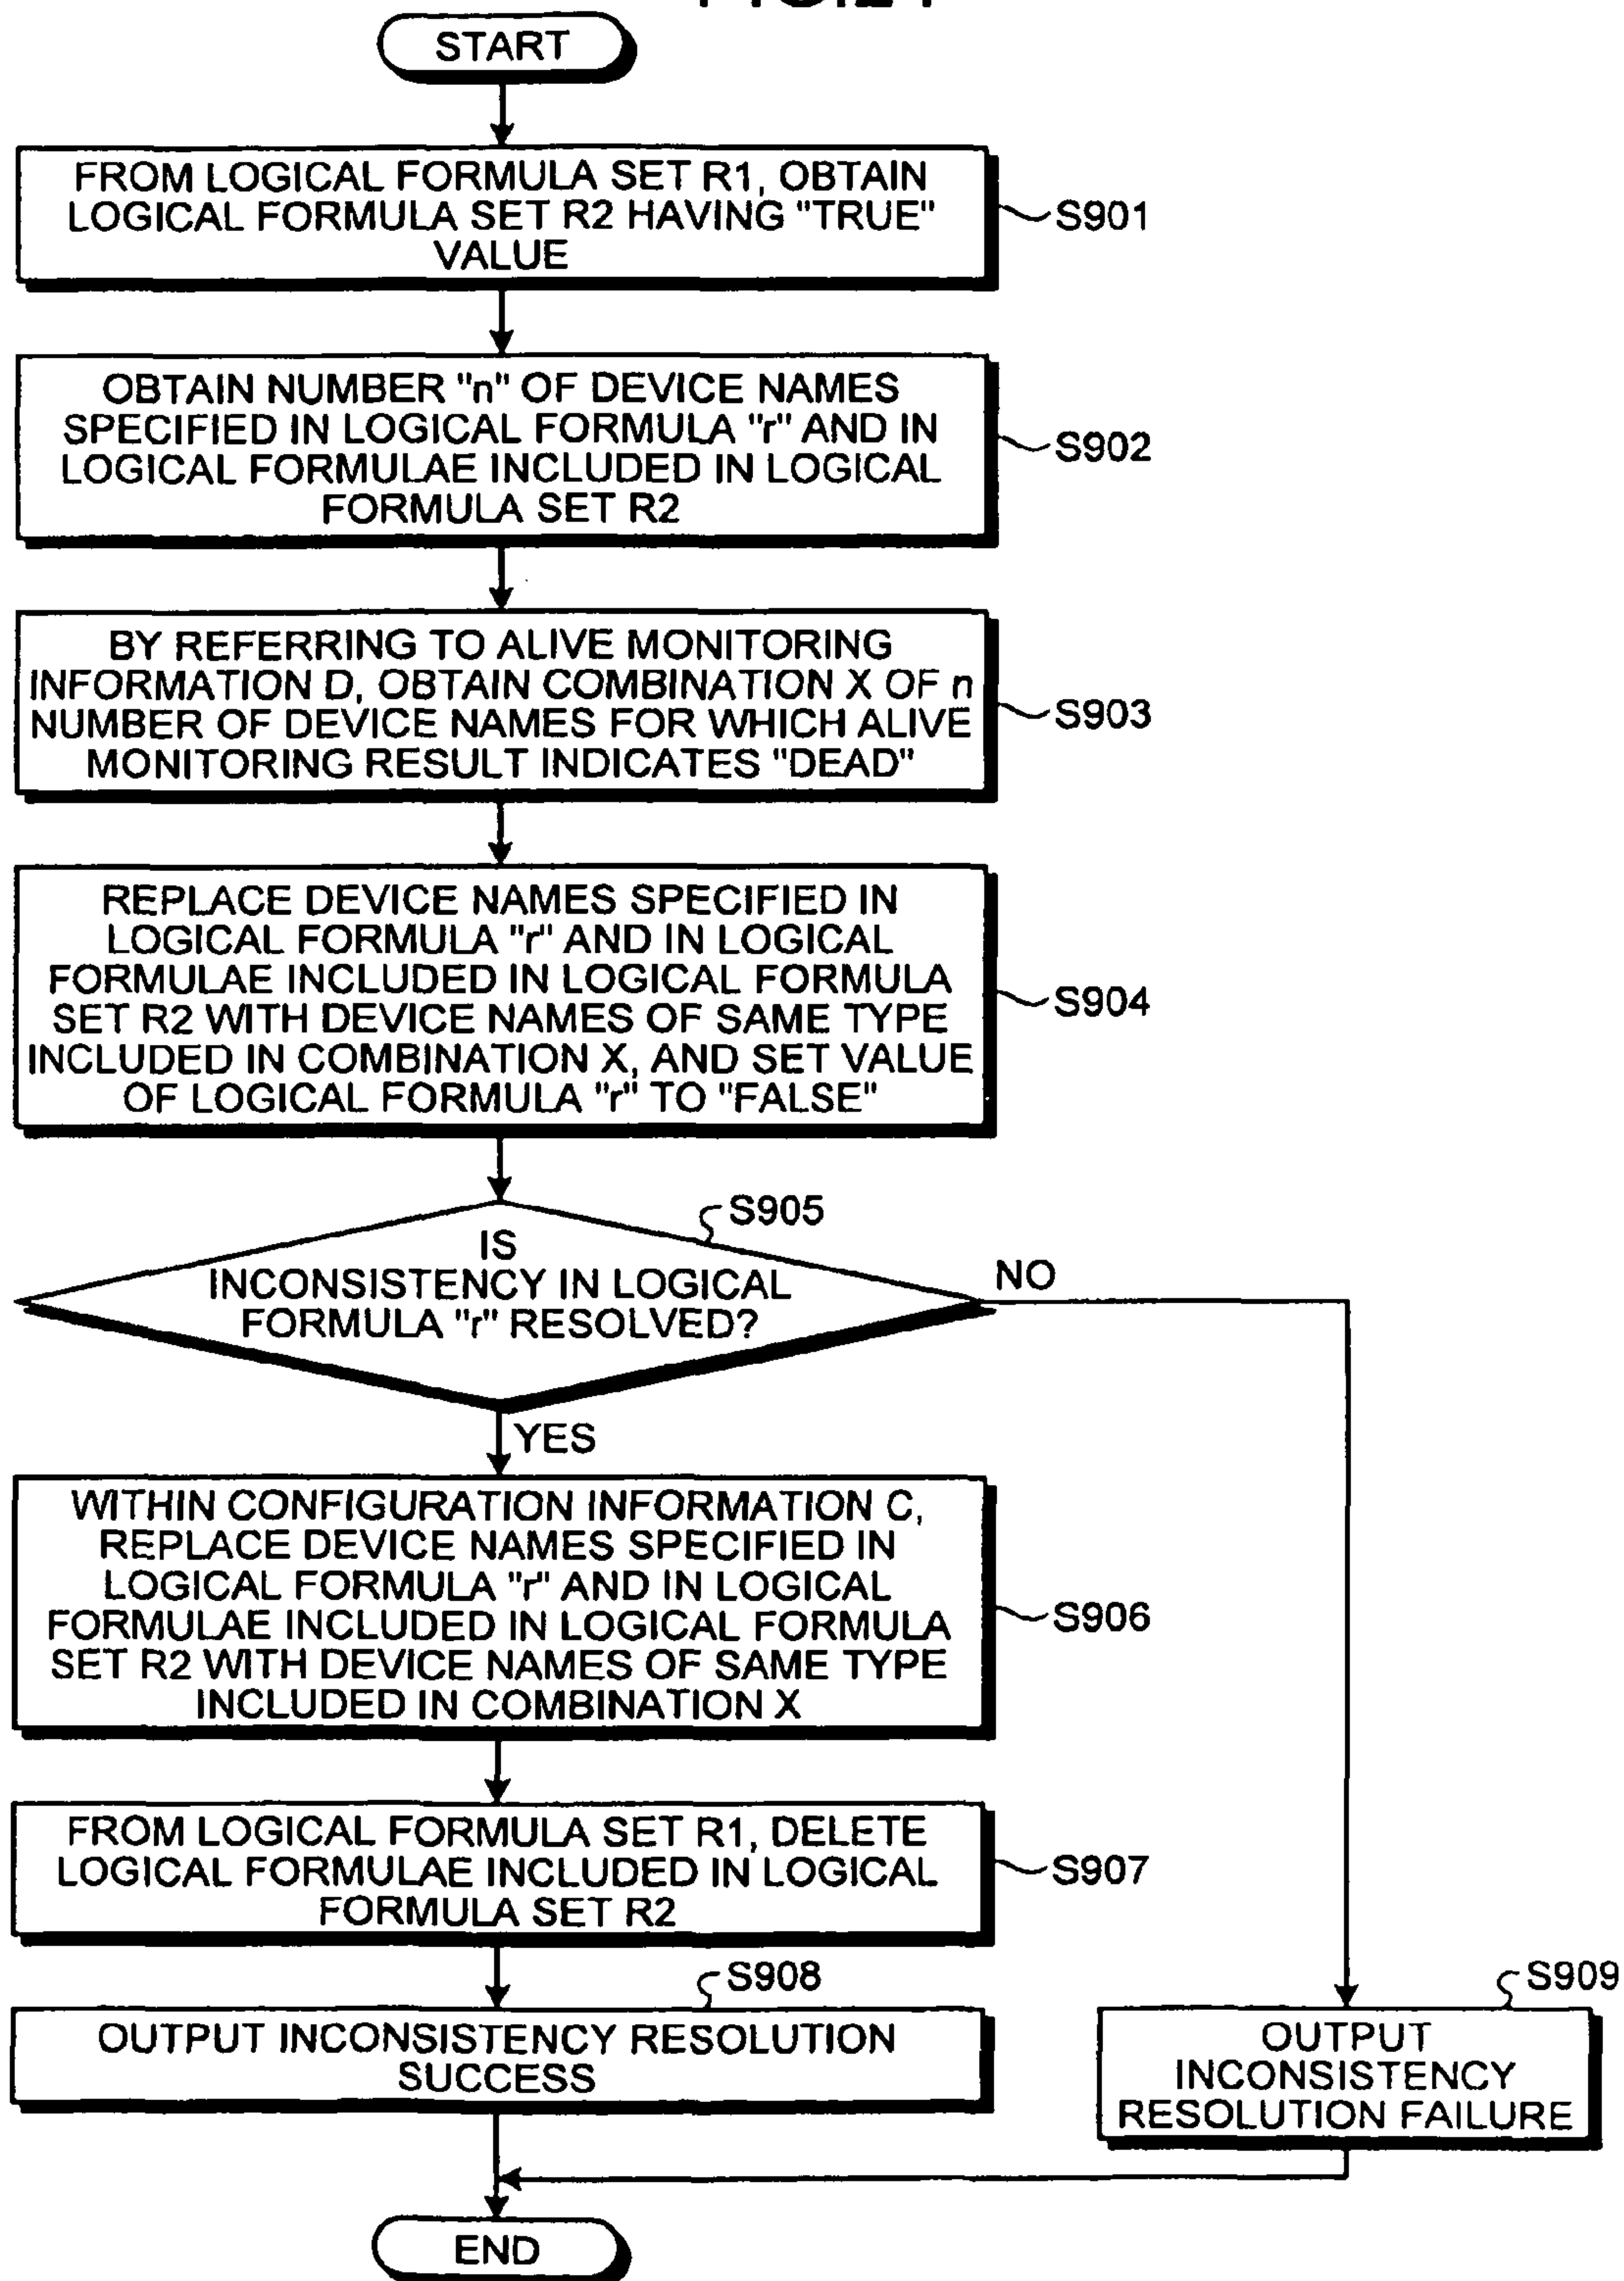 START
FROM LOGICAL FORMULA SET R1, OBTAIN
LOGICAL FORMULA SET R2 HAVING "TRUE"
VALUE
S901
OBTAIN NUMBER "n" OF DEVICE NAMES
SPECIFIED IN LOGICAL FORMULA "r" AND IN
LOGICAL FORMULAE INCLUDED IN LOGICAL
FORMULA SET R2
S902
BY REFERRING TO ALIVE MONITORING
INFORMATION D, OBTAIN COMBINATION X OF n
NUMBER OF DEVICE NAMES FOR WHICH ALIVE
MONITORING RESULT INDICATES "DEAD"
S903
REPLACE DEVICE NAMES SPECIFIED IN
LOGICAL FORMULA "r" AND IN LOGICAL
FORMULAE INCLUDED IN LOGICAL FORMULA
SET R2 WITH DEVICE NAMES OF SAME TYPE
INCLUDED IN COMBINATION X, AND SET VALUE
OF LOGICAL FORMULA "r" TO "FALSE"
S904
S905
IS
INCONSISTENCY IN LOGICAL
FORMULA "r" RESOLVED?
NO
YES
WITHIN CONFIGURATION INFORMATION C,
REPLACE DEVICE NAMES SPECIFIED IN
LOGICAL FORMULA "r" AND IN LOGICAL
FORMULAE INCLUDED IN LOGICAL FORMULA
SET R2 WITH DEVICE NAMES OF SAME TYPE
INCLUDED IN COMBINATION X
S906
FROM LOGICAL FORMULA SET R1, DELETE
LOGICAL FORMULAE INCLUDED IN LOGICAL
FORMULA SET R2
S907
S908
OUTPUT INCONSISTENCY RESOLUTION
SUCCESS
S909
OUTPUT
INCONSISTENCY
RESOLUTION FAILURE
END